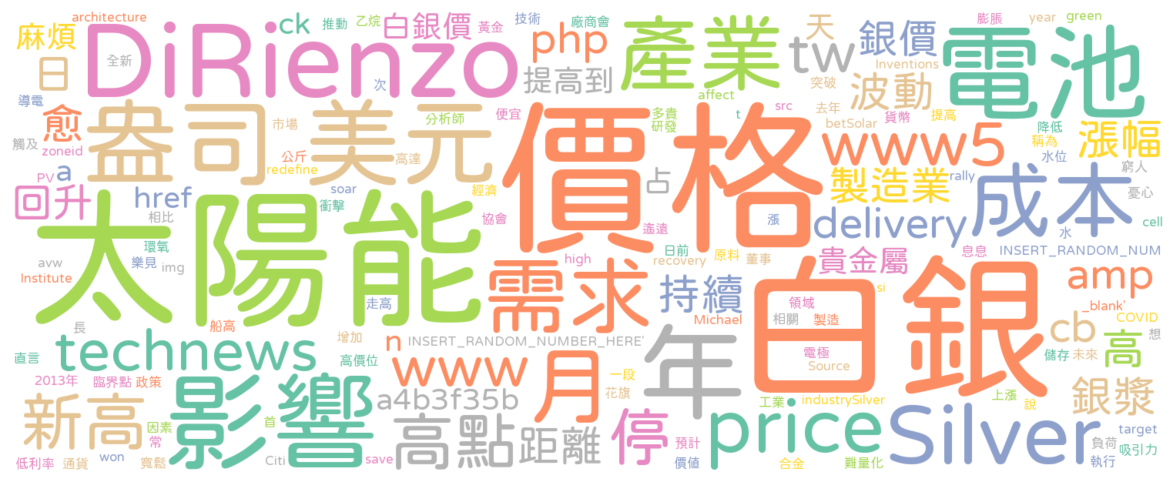 architecture
ck
推動
乙烷
白銀價
黃金
技術
廠商會
膨脹
year
green
麻煩
DiRienzo
php
產業
tw
天
銀價
電池
日
全新
次
提高到
Inventions
突破
波動
導電
愈
盎司
美元
分析師
便宜
affect
多貴
src
去年
貨幣
提高
降低
漲幅
觸及
市場
研發
t
betSolar
稱為
zoneid
公斤
高達
價格
www5
水位
窮人
PV
a
redefine
占
製造業
rally
成本
憂心
href
soar
經濟
回升
相比
衝擊
協會
漲
delivery
水
cell
太陽能
遙遠
環氧
日前
原料
董事
貴金屬
息息
INSERT_RANDOM_NUM
avw
樂見
img
high
recovery
需求
持續
白銀
amp
Institute
si
走高
領域
_blank'
長
船高
Michael
相關
製造
cb
COVID
technews
增加
n
INSERT_RANDOM_NUMBER_HERE'
年
電極
高
想
直言
高價位
www
月
Source
儲存
未來
2013年
臨界點
政策
影響
一段
新高
a4b3f35b
花旗
industrySilver
上漲
說
銀漿
因素
首
高點
距離
停
工業
price
Silver
target
常
won
預計
負荷
吸引力
低利率
通貨
寬鬆
Citi
save
價值
合金
難量化
執行